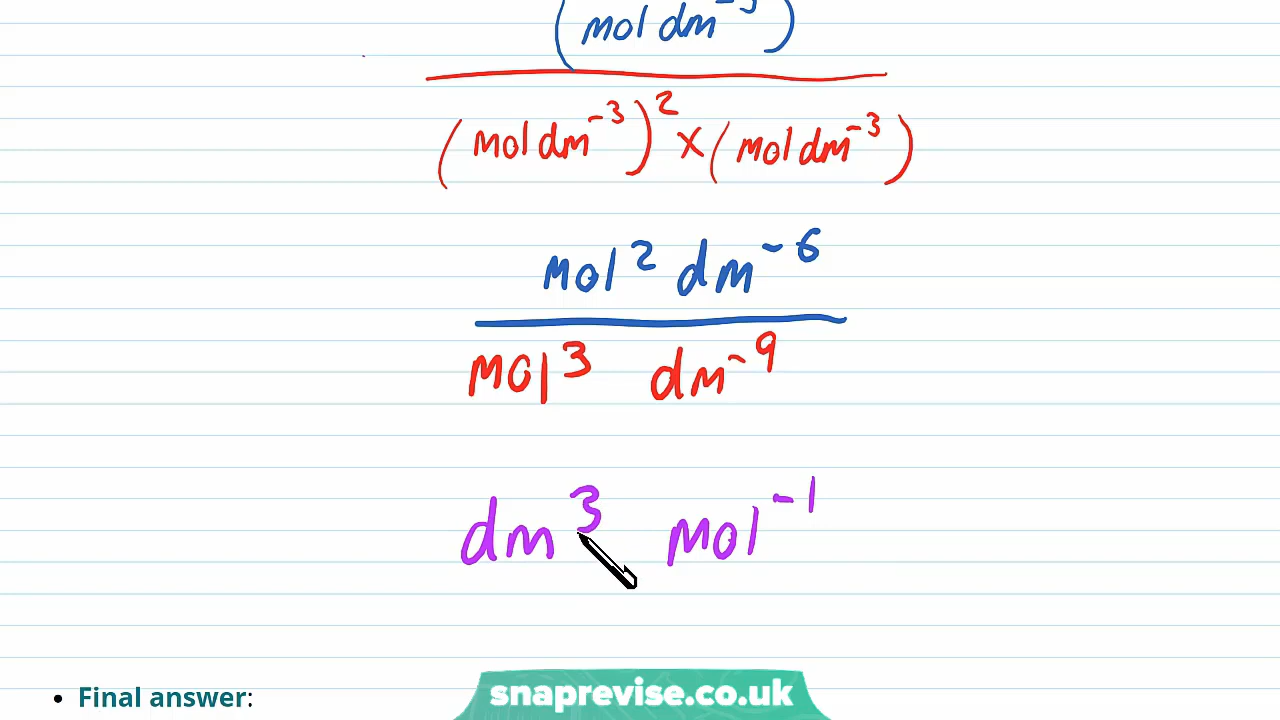 (mol dm⁻³)
(mol dm⁻³)² × (mol dm⁻³)
mol² dm⁻⁶
mol³ dm⁻⁹
dm³ mol⁻¹
• Final answer:
snaprevise.co.uk